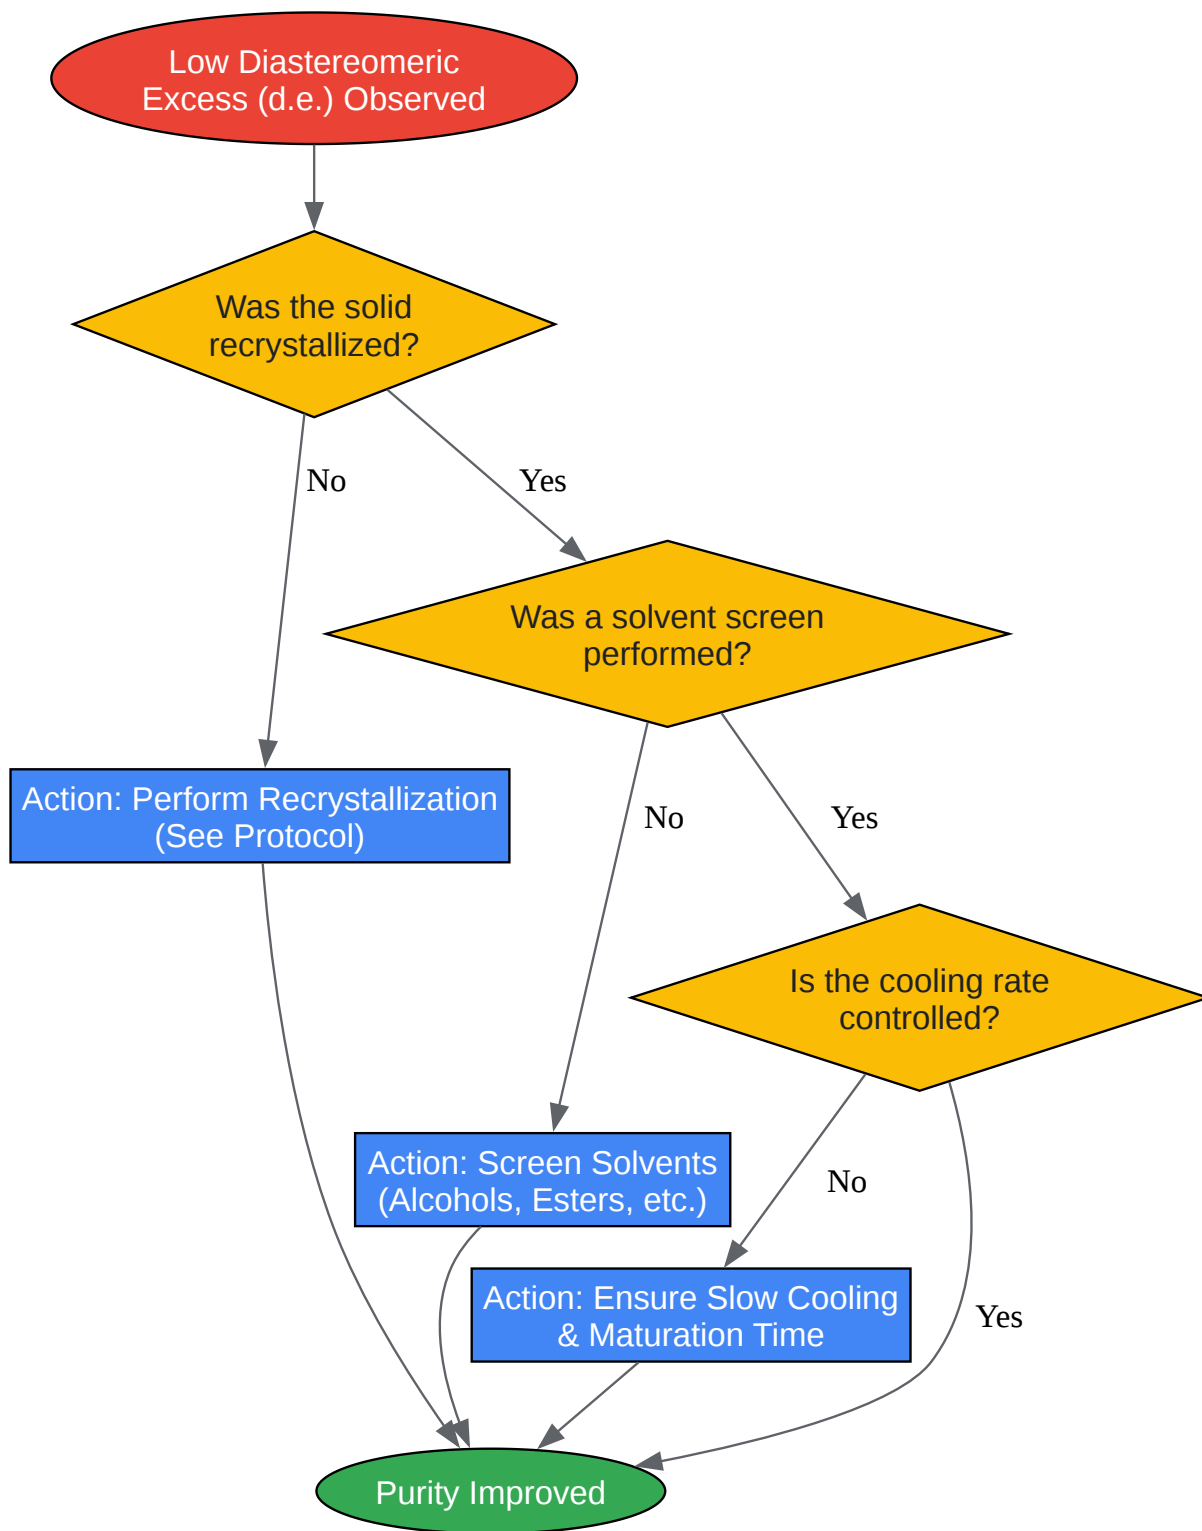 Low Diastereomeric
Excess (d.e.) Observed
Was the solid
recrystallized?
No
Yes
Was a solvent screen
performed?
Action: Perform Recrystallization
(See Protocol)
No
Yes
Is the cooling rate
controlled?
Action: Screen Solvents
(Alcohols, Esters, etc.)
No
Action: Ensure Slow Cooling
& Maturation Time
Yes
Purity Improved